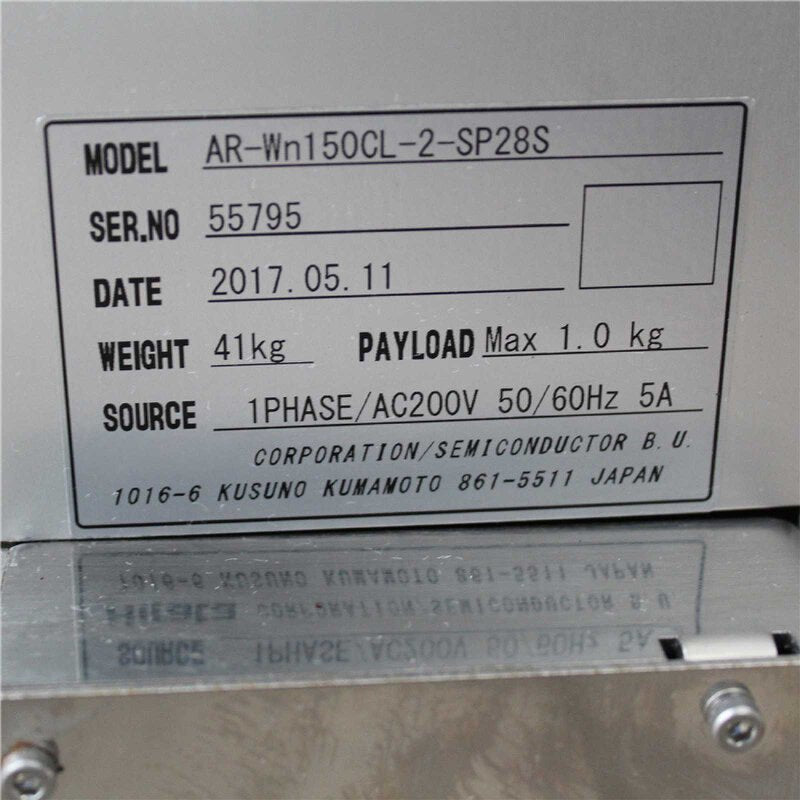 MODEL AR-Wn150CL-2-SP28S
SER.NO 55795
DATE 2017.05.11
WEIGHT 41kg PAYLOAD Max 1.0 kg
SOURCE 1PHASE/AC200V 50/60Hz 5A
CORPORATION/SEMICONDUCTOR B.U.
1016-6 KUSUNO KUMAMOTO 861-5511 JAPAN